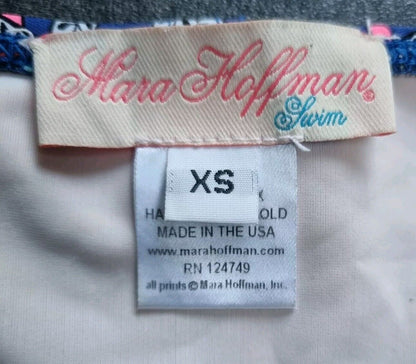 Mara Hoffman®
Swim
XS
X
HA OLD
MADE IN THE USA
www.marahoffman.com
RN 124749
all prints © Mara Hoffman, Inc.